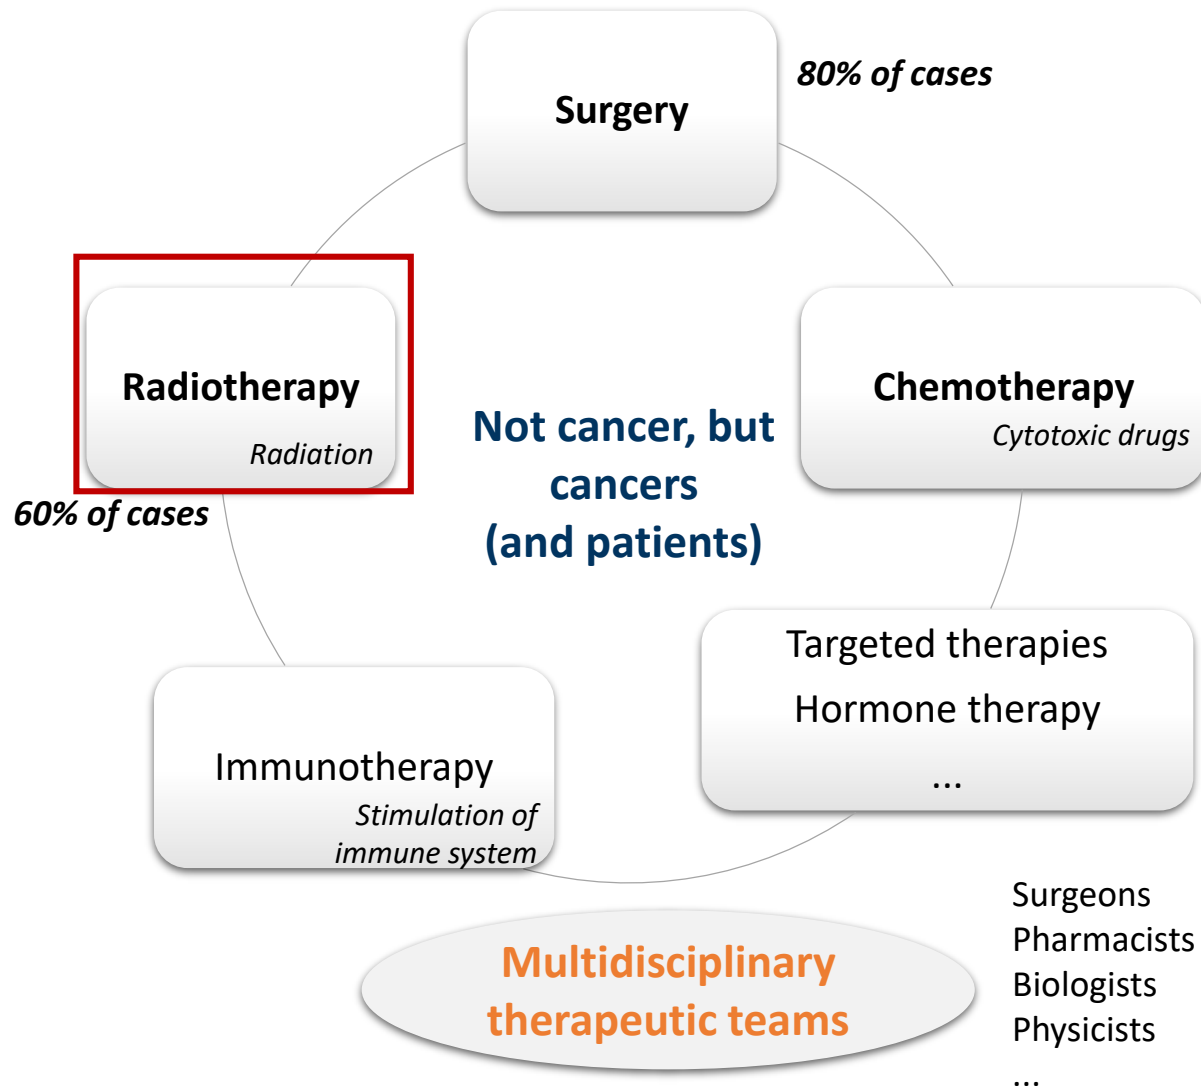 Surgery
80% of cases
Radiotherapy
Radiation
60% of cases
Chemotherapy
Cytotoxic drugs
Not cancer, but
cancers
(and patients)
Targeted therapies
Hormone therapy
...
Immunotherapy
Stimulation of
immune system
Multidisciplinary
therapeutic teams
Surgeons
Pharmacists
Biologists
Physicists
...